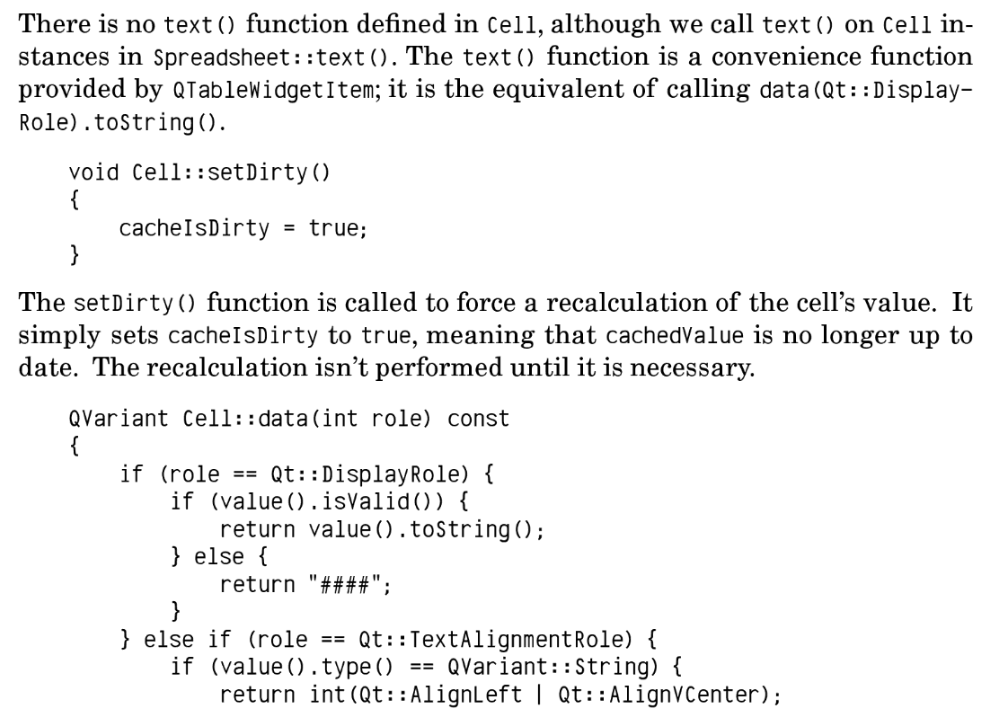 There is no text() function defined in Cell, although we call text() on Cell in-
stances in Spreadsheet::text(). The text() function is a convenience function
provided by QTableWidgetItem; it is the equivalent of calling data(Qt::Display-
Role).toString().
void Cell::setDirty()
{
    cacheIsDirty = true;
}
The setDirty() function is called to force a recalculation of the cell's value. It
simply sets cacheIsDirty to true, meaning that cachedValue is no longer up to
date. The recalculation isn't performed until it is necessary.
QVariant Cell::data(int role) const
{
    if (role == Qt::DisplayRole) {
        if (value().isValid()) {
            return value().toString();
        } else {
            return "####";
        }
    } else if (role == Qt::TextAlignmentRole) {
        if (value().type() == QVariant::String) {
            return int(Qt::AlignLeft | Qt::AlignVCenter);